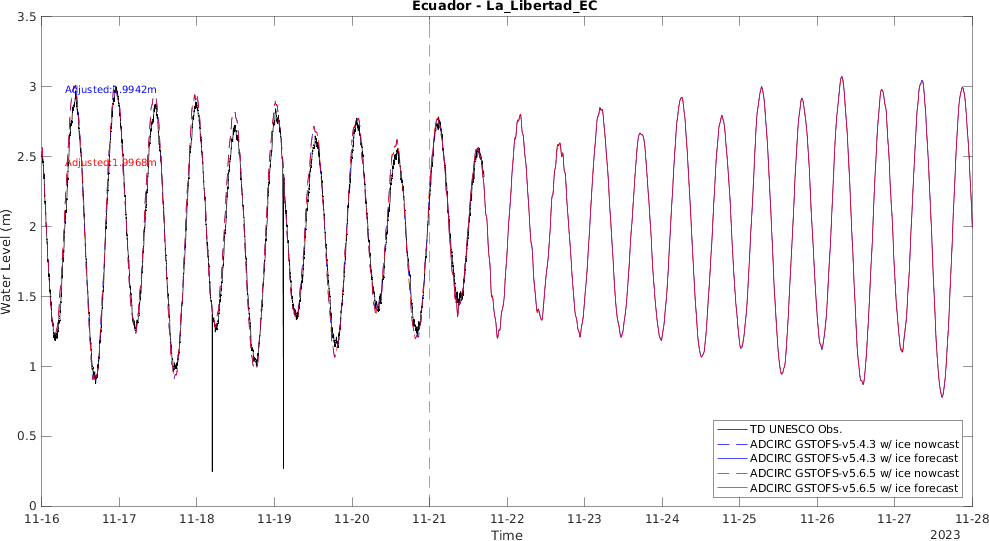 Ecuador - La_Libertad_EC
3.5
3
2.5
2
1.5
1
0.5
0
Water Level (m)
Adjusted:1.9942m
Adjusted:1.9968m
TD UNESCO Obs.
ADCIRC GSTOFS-v5.4.3 w/ ice nowcast
ADCIRC GSTOFS-v5.4.3 w/ ice forecast
ADCIRC GSTOFS-v5.6.5 w/ ice nowcast
ADCIRC GSTOFS-v5.6.5 w/ ice forecast
11-16 11-17 11-18 11-19 11-20 11-21 11-22 11-23 11-24 11-25 11-26 11-27 11-28
Time
2023